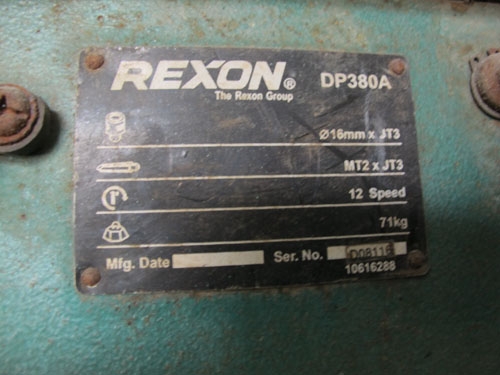 REXON® DP380A
The Rexon Group
Ø16mm x JT3
MT2 x JT3
12 Speed
71kg
Mfg. Date Ser. No. 
10616288